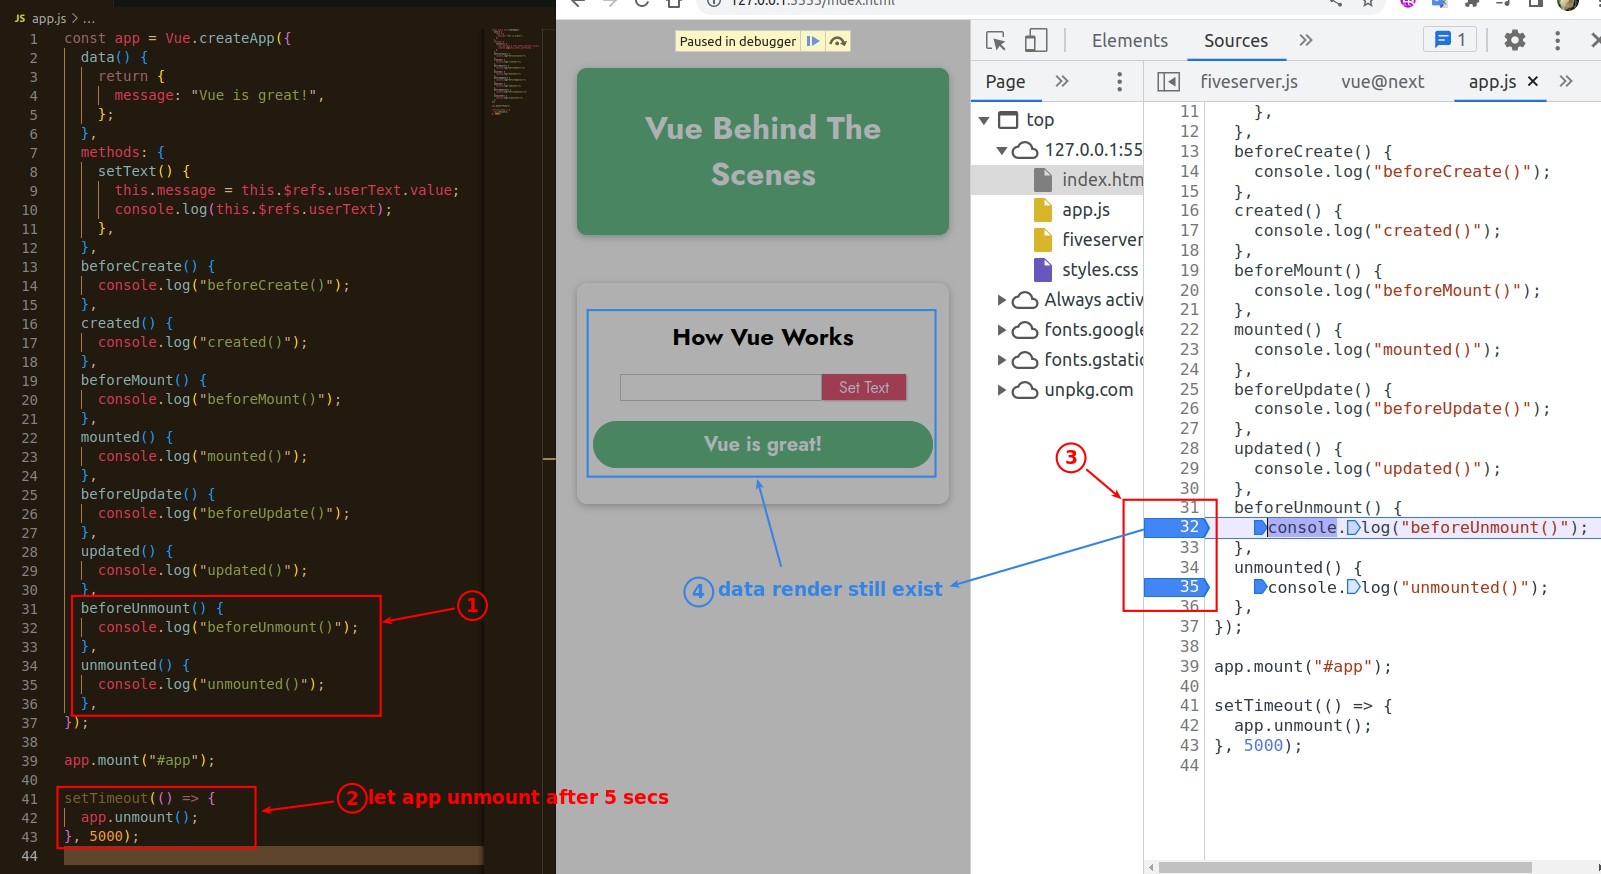 JS app.js > ...
1 const app = Vue.createApp({
2 data() {
3 return {
4 message: "Vue is great!",
5 };
6 },
7 methods: {
8 setText() {
9 this.message = this.$refs.userText.value;
10 console.log(this.$refs.userText);
11 },
12 },
13 beforeCreate() {
14 console.log("beforeCreate()");
15 },
16 created() {
17 console.log("created()");
18 },
19 beforeMount() {
20 console.log("beforeMount()");
21 },
22 mounted() {
23 console.log("mounted()");
24 },
25 beforeUpdate() {
26 console.log("beforeUpdate()");
27 },
28 updated() {
29 console.log("updated()");
30 },
31 beforeUnmount() {
32 console.log("beforeUnmount()");
33 },
34 unmounted() {
35 console.log("unmounted()");
36 },
37 });
38
39 app.mount("#app");
40
41 setTimeout(() => {
42 app.unmount();
43 }, 5000);
44
1
2 let app unmount after 5 secs
127.0.0.1:5555/index.html
Paused in debugger
Vue Behind The
Scenes
How Vue Works
Set Text
Vue is great!
4 data render still exist
3
Elements Sources » 1
Page »
fiveserver.js vue@next app.js × »
top
127.0.0.1:55
index.htm
app.js
fiveserver
styles.css
Always activ
fonts.google
fonts.gstatic
unpkg.com
11 },
12 },
13 beforeCreate() {
14 console.log("beforeCreate()");
15 },
16 created() {
17 console.log("created()");
18 },
19 beforeMount() {
20 console.log("beforeMount()");
21 },
22 mounted() {
23 console.log("mounted()");
24 },
25 beforeUpdate() {
26 console.log("beforeUpdate()");
27 },
28 updated() {
29 console.log("updated()");
30 },
31 beforeUnmount() {
32 console.log("beforeUnmount()");
33 },
34 unmounted() {
35 console.log("unmounted()");
36 },
37 });
38
39 app.mount("#app");
40
41 setTimeout(() => {
42 app.unmount();
43 }, 5000);
44